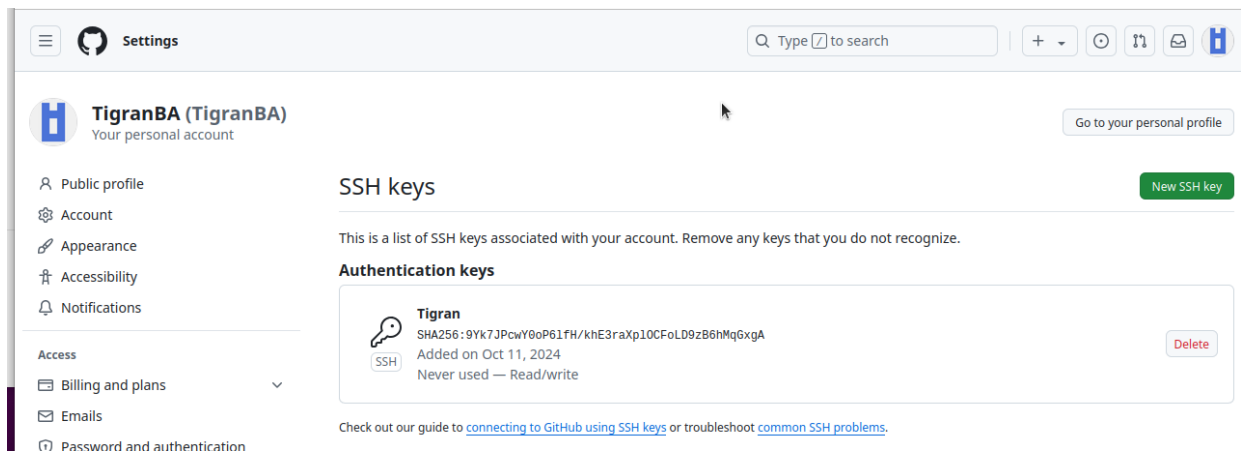 Settings
Type / to search
TigranBA (TigranBA)
Your personal account
Go to your personal profile
Public profile
Account
Appearance
Accessibility
Notifications
Access
Billing and plans
Emails
Password and authentication
SSH keys
New SSH key
This is a list of SSH keys associated with your account. Remove any keys that you do not recognize.
Authentication keys
Tigran
SHA256:9Yk7JPcwY0oP6lfH/khE3raXplOCFoLD9zB6hMqGxgA
SSH
Added on Oct 11, 2024
Never used — Read/write
Delete
Check out our guide to connecting to GitHub using SSH keys or troubleshoot common SSH problems.